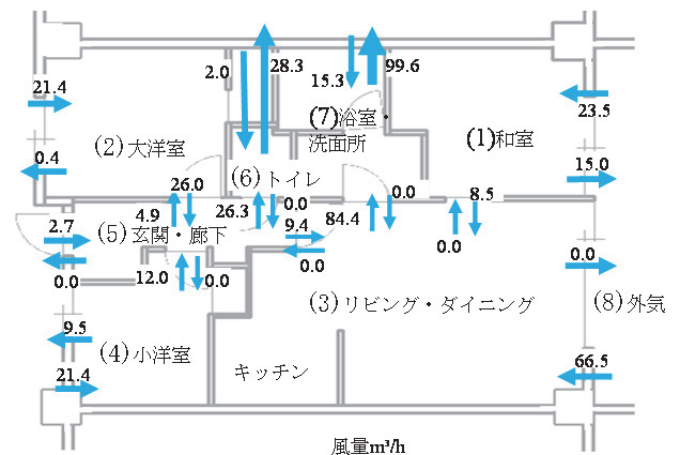 2.0
28.3
99.6
21.4
15.3
23.5
(7)浴室・
洗面所
(2)大洋室
(1)和室
0.4
15.0
(6)トイレ
26.0
0.0
8.5
4.9
26.3
0.0
84.4
2.7
(5)玄関・廊下
9.4
0.0
0.0
0.0
0.0
12.0
0.0
(3)リビング・ダイニング
(8)外気
9.5
(4)小洋室
66.5
21.4
キッチン
風量m³/h